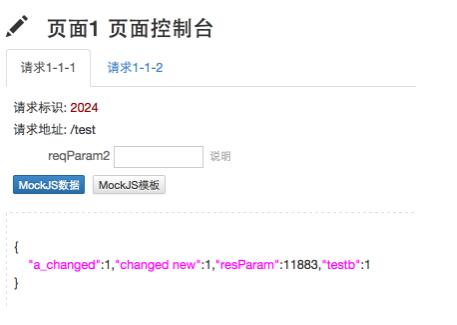 页面1 页面控制台
请求1-1-1 请求1-1-2
请求标识: 2024
请求地址: /test
reqParam2 说明
MockJS数据 MockJS模板
{
"a_changed":1,"changed new":1,"resParam":11883,"testb":1
}